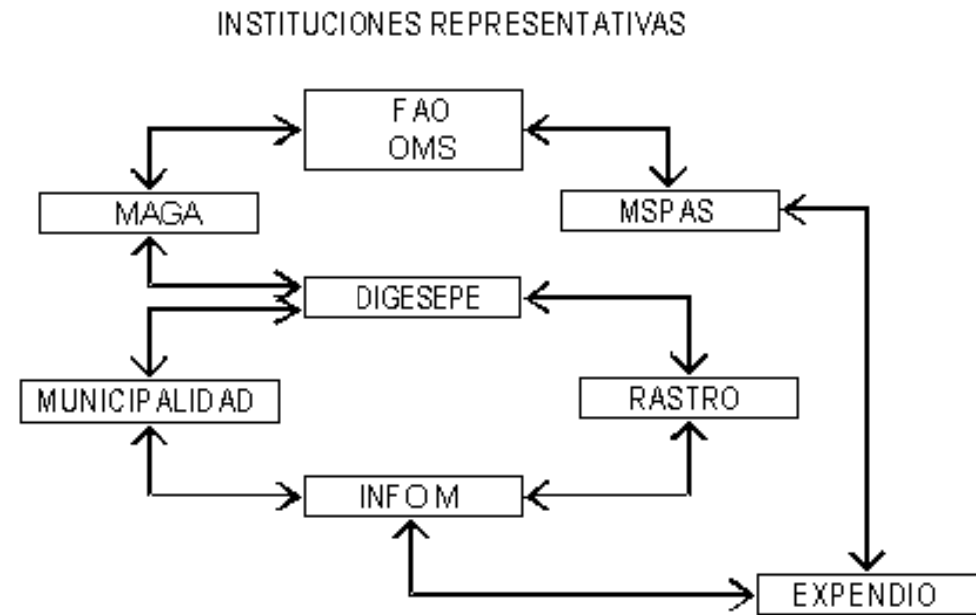 INSTITUCIONES REPRESENTATIVAS
FAO
OMS
MAGA
MSPAS
DIGESEPE
MUNICIPALIDAD
RASTRO
INFOM
EXPENDIO